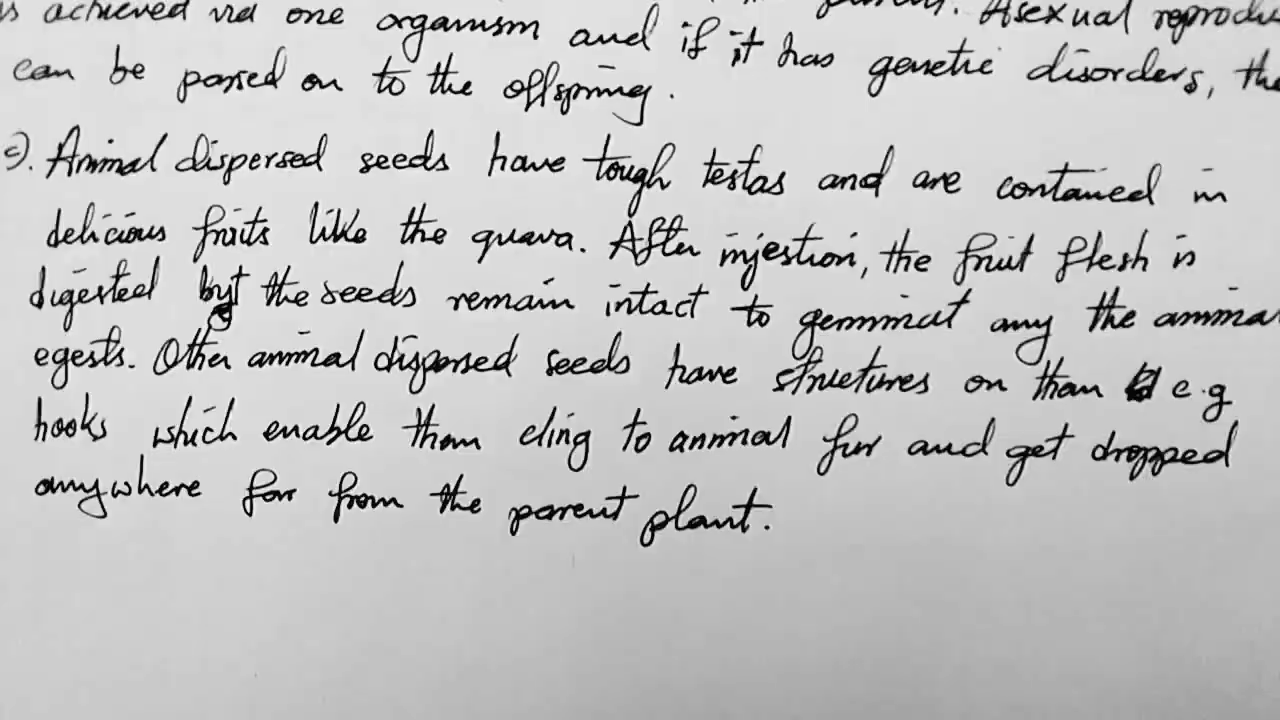 is achieved via one organism and if it has genetic disorders, the
Asexual reprodu
can be passed on to the offspring.
c). Animal dispersed seeds have tough testas and are contained in
delicious fruits like the guava. After injestion, the fruit flesh is
digested but the seeds remain intact to germinat any the anima
egests. Other animal dispersed seeds have structures on them e.g
hooks which enable them cling to animal fur and get dropped
anywhere far from the parent plant.